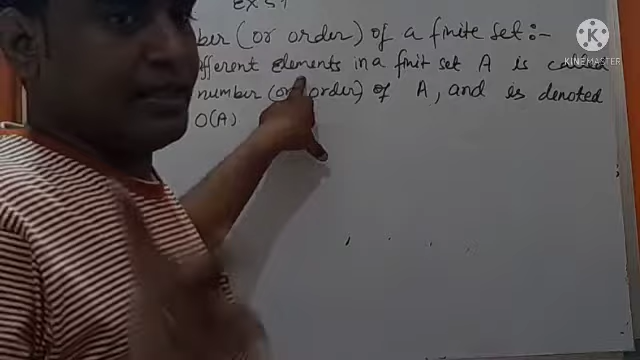 EX 5.1
ber (or order) of a finite set:-
fferent elements in a finit set A is called
number (or order) of A, and is denoted
O(A)
KINEMASTER